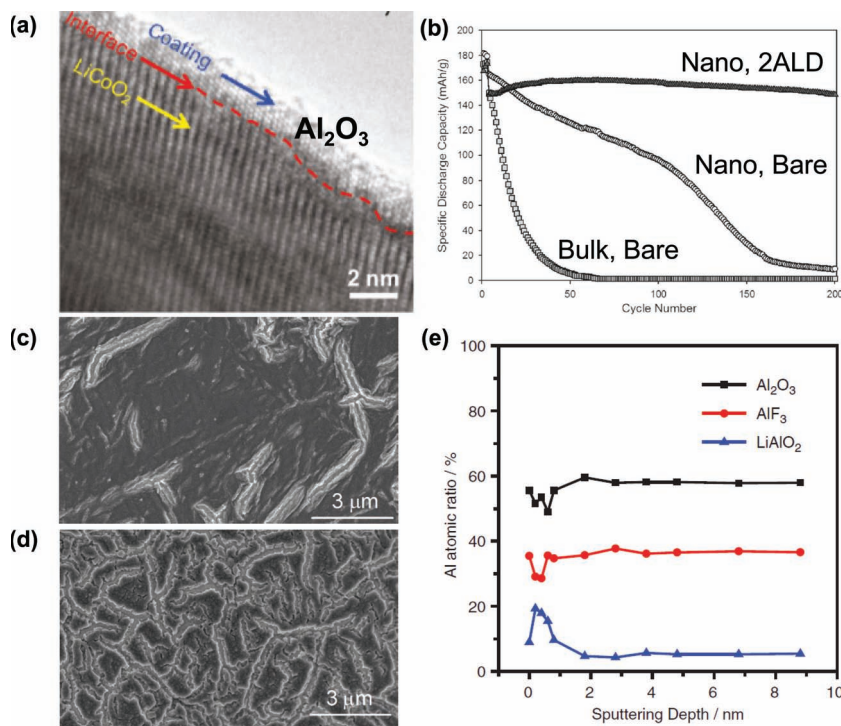 (a)
Interface
Coating
LiCoO₂
Al₂O₃
2 nm
(b)
Specific Discharge Capacity (mAh/g)
200
180
160
140
120
100
80
60
40
20
0
0
50
100
150
200
Cycle Number
Nano, 2ALD
Nano, Bare
Bulk, Bare
(c)
3 μm
(d)
3 μm
(e)
Al atomic ratio / %
100
80
60
40
20
0
0
2
4
6
8
10
Sputtering Depth / nm
Al₂O₃
AlF₃
LiAlO₂